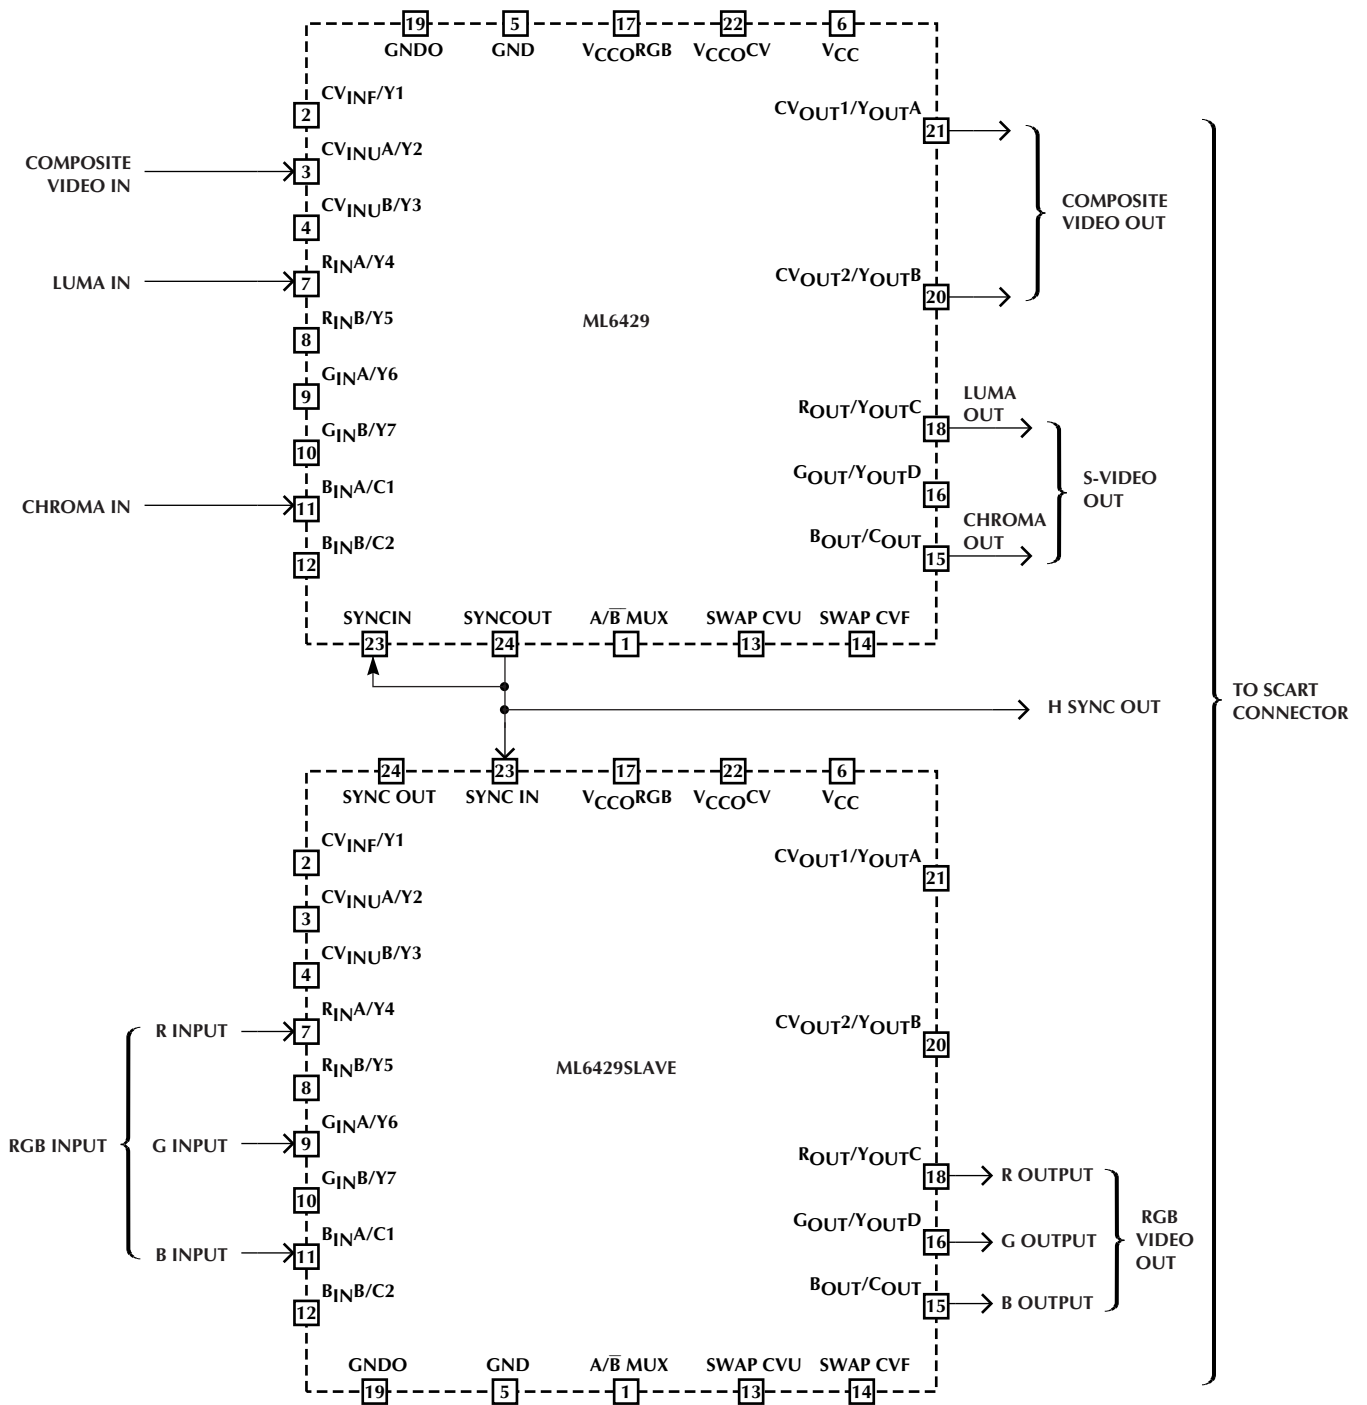 19 5 17 22 6
GNDO GND VCCORGB VCCOCV VCC
CVINF/Y1
2
CVINUA/Y2
3
CVINUB/Y3
4
RINA/Y4
7
RINB/Y5
8
GINA/Y6
9
GINB/Y7
10
BINA/C1
11
BINB/C2
12
COMPOSITE
VIDEO IN
LUMA IN
CHROMA IN
ML6429
CVOUT1/YOUTA
21
CVOUT2/YOUTB
20
ROUT/YOUTC
18
GOUT/YOUTD
16
BOUT/COUT
15
COMPOSITE
VIDEO OUT
LUMA
OUT
CHROMA
OUT
S-VIDEO
OUT
SYNCIN SYNCOUT A/B̅ MUX SWAP CVU SWAP CVF
23 24 1 13 14
H SYNC OUT
TO SCART
CONNECTOR
24 23 17 22 6
SYNC OUT SYNC IN VCCORGB VCCOCV VCC
CVINF/Y1
2
CVINUA/Y2
3
CVINUB/Y3
4
RINA/Y4
7
RINB/Y5
8
GINA/Y6
9
GINB/Y7
10
BINA/C1
11
BINB/C2
12
RGB INPUT
R INPUT
G INPUT
B INPUT
ML6429SLAVE
CVOUT1/YOUTA
21
CVOUT2/YOUTB
20
ROUT/YOUTC
18
GOUT/YOUTD
16
BOUT/COUT
15
R OUTPUT
G OUTPUT
B OUTPUT
RGB
VIDEO
OUT
GNDO GND A/B̅ MUX SWAP CVU SWAP CVF
19 5 1 13 14